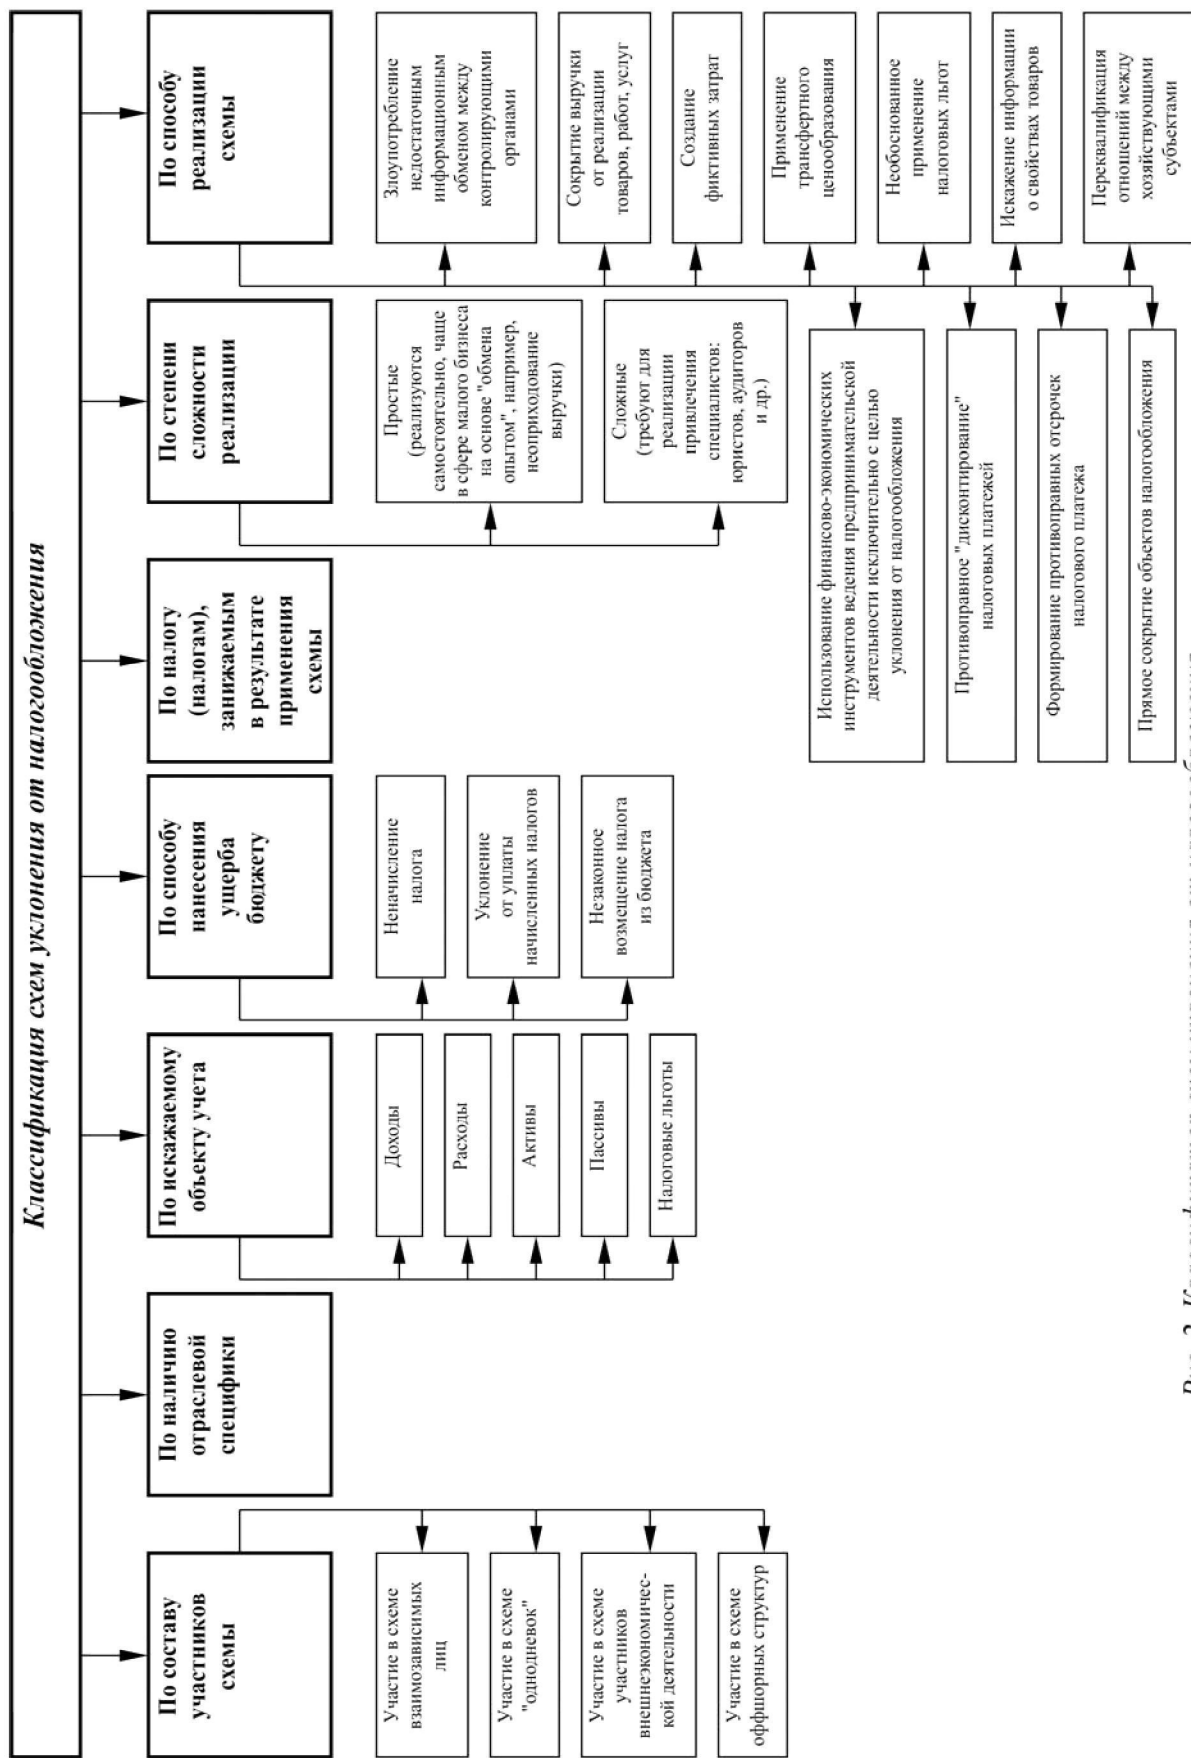 Классификация схем уклонения от налогообложения
По составу
участников
схемы
Участие в схеме
взаимозависимых
лиц
Участие в схеме
"однодневок"
Участие в схеме
участников
внешнеэкономичес-
кой деятельности
Участие в схеме
оффшорных структур
По наличию
отраслевой
специфики
По искажаемому
объекту учета
Доходы
Расходы
Активы
Пассивы
Налоговые льготы
По способу
нанесения
ущерба
бюджету
Неначисление
налога
Уклонение
от уплаты
начисленных налогов
Незаконное
возмещение налога
из бюджета
По налогу
(налогам),
занижаемым
в результате
применения
схемы
По степени
сложности
реализации
Простые
(реализуются
самостоятельно, чаще
в сфере малого бизнеса
на основе "обмена
опытом", например,
неоприходование
выручки)
Сложные
(требуют для
реализации
привлечения
специалистов:
юристов, аудиторов
и др.)
По способу
реализации
схемы
Злоупотребление
недостаточным
информационным
обменом между
контролирующими
органами
Сокрытие выручки
от реализации
товаров, работ, услуг
Создание
фиктивных затрат
Применение
трансфертного
ценообразования
Необоснованное
применение
налоговых льгот
Искажение информации
о свойствах товаров
Переквалификация
отношений между
хозяйствующими
субъектами
Использование финансово-экономических
инструментов ведения предпринимательской
деятельности исключительно с целью
уклонения от налогообложения
Противоправное "дисконтирование"
налоговых платежей
Формирование противоправных отсрочек
налогового платежа
Прямое сокрытие объектов налогообложения